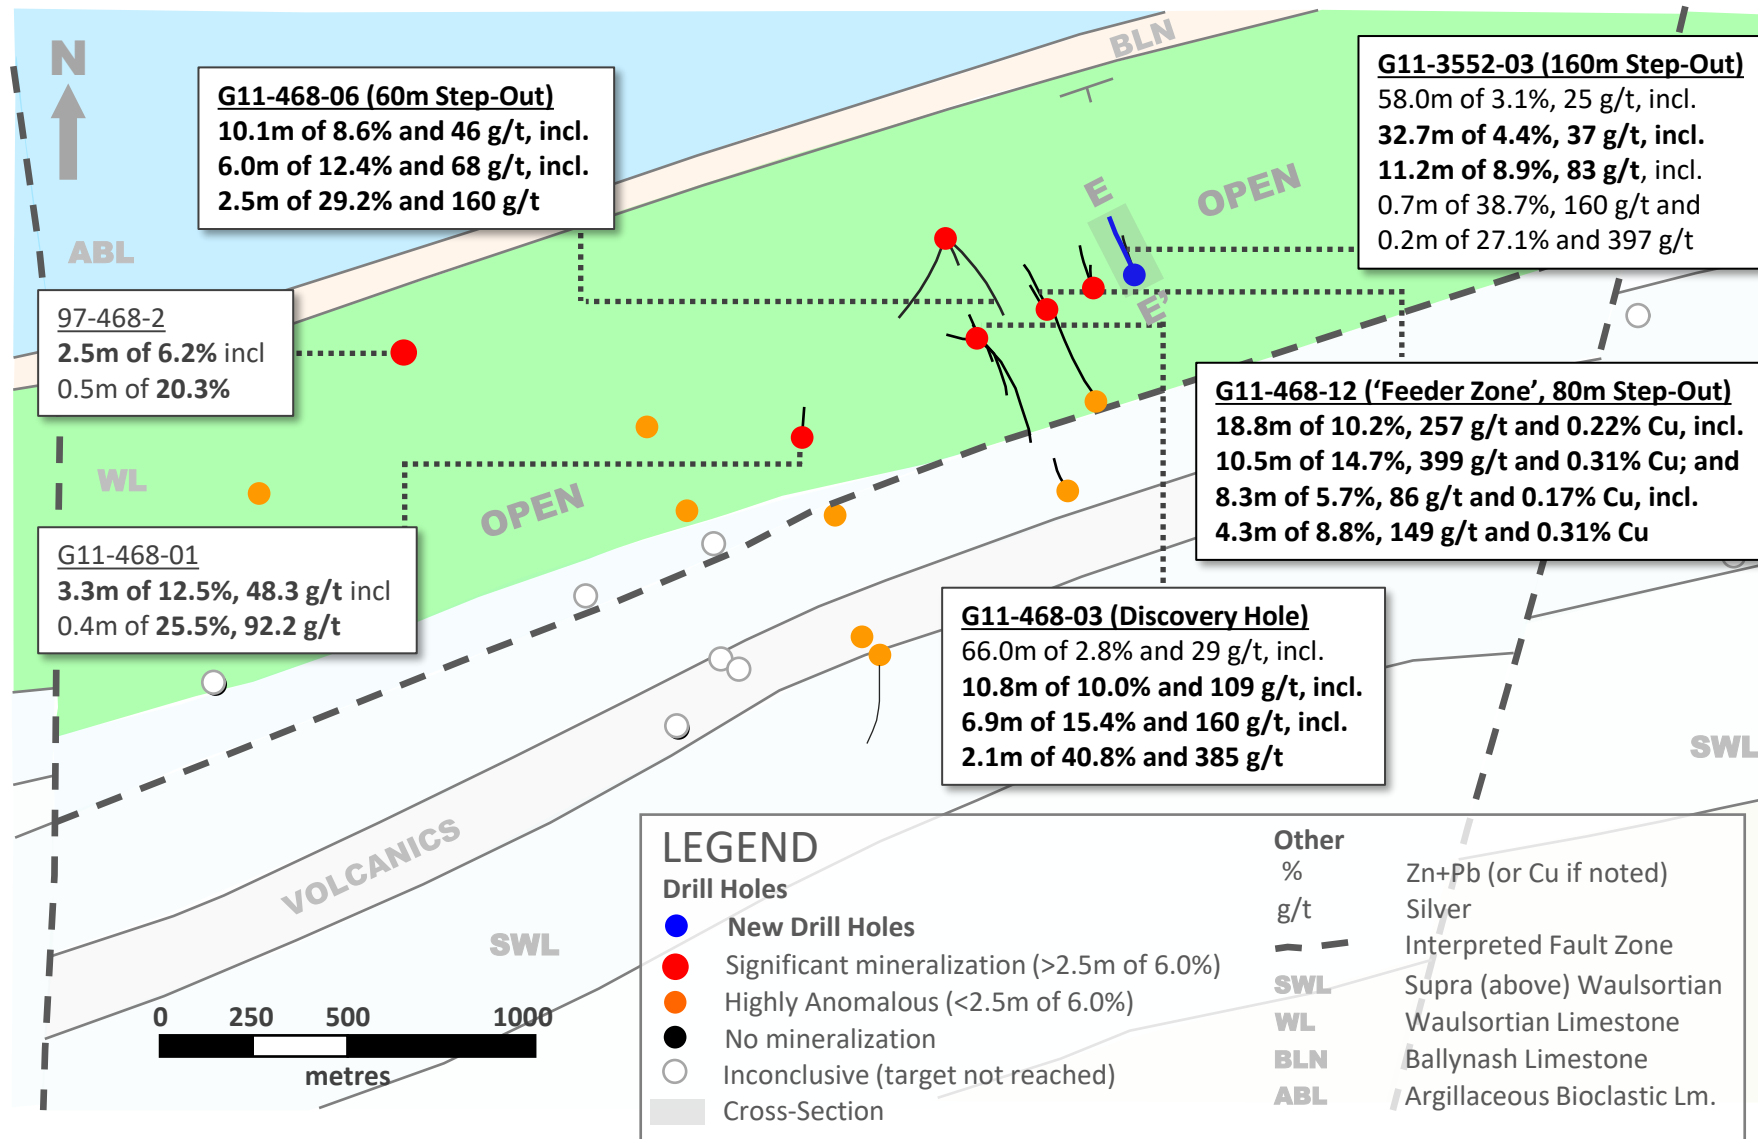 N
BLN
G11-468-06 (60m Step-Out)
10.1m of 8.6% and 46 g/t, incl.
6.0m of 12.4% and 68 g/t, incl.
2.5m of 29.2% and 160 g/t
G11-3552-03 (160m Step-Out)
58.0m of 3.1%, 25 g/t, incl.
32.7m of 4.4%, 37 g/t, incl.
11.2m of 8.9%, 83 g/t, incl.
0.7m of 38.7%, 160 g/t and
0.2m of 27.1% and 397 g/t
E
OPEN
E'
ABL
97-468-2
2.5m of 6.2% incl
0.5m of 20.3%
WL
OPEN
G11-468-12 (‘Feeder Zone’, 80m Step-Out)
18.8m of 10.2%, 257 g/t and 0.22% Cu, incl.
10.5m of 14.7%, 399 g/t and 0.31% Cu; and
8.3m of 5.7%, 86 g/t and 0.17% Cu, incl.
4.3m of 8.8%, 149 g/t and 0.31% Cu
G11-468-01
3.3m of 12.5%, 48.3 g/t incl
0.4m of 25.5%, 92.2 g/t
G11-468-03 (Discovery Hole)
66.0m of 2.8% and 29 g/t, incl.
10.8m of 10.0% and 109 g/t, incl.
6.9m of 15.4% and 160 g/t, incl.
2.1m of 40.8% and 385 g/t
SWL
VOLCANICS
SWL
0 250 500 1000
metres
LEGEND
Drill Holes
New Drill Holes
Significant mineralization (>2.5m of 6.0%)
Highly Anomalous (<2.5m of 6.0%)
No mineralization
Inconclusive (target not reached)
Cross-Section
Other
% Zn+Pb (or Cu if noted)
g/t Silver
Interpreted Fault Zone
SWL Supra (above) Waulsortian
WL Waulsortian Limestone
BLN Ballynash Limestone
ABL Argillaceous Bioclastic Lm.